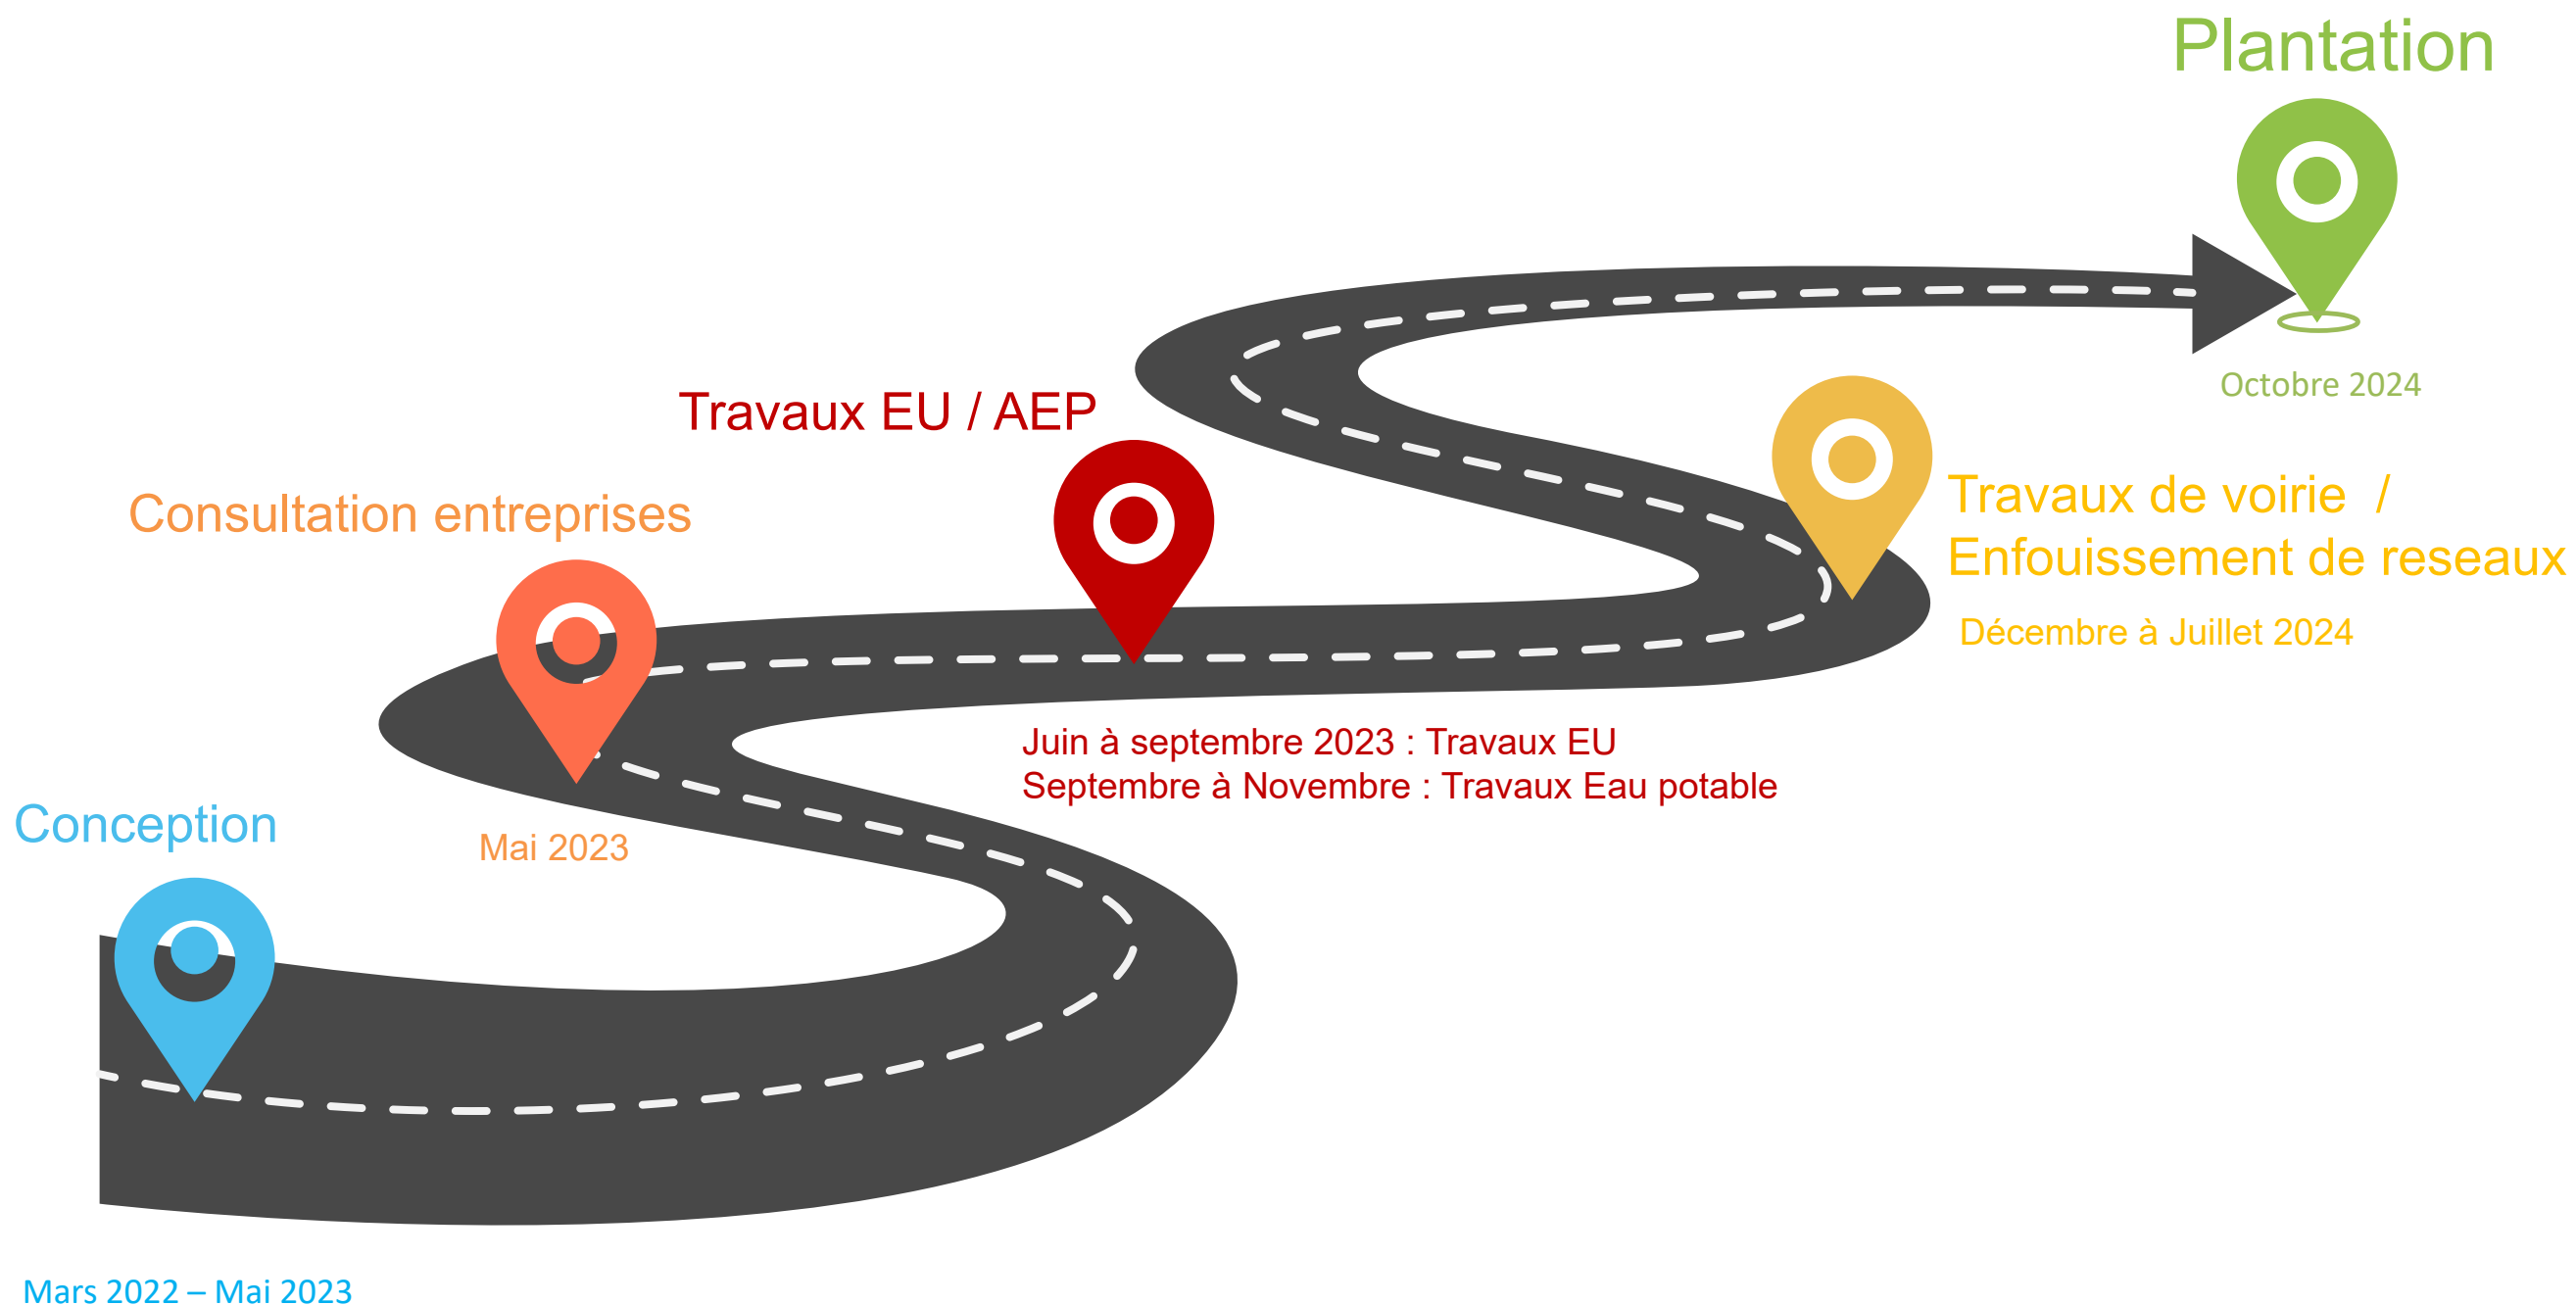 Plantation
Octobre 2024
Travaux EU / AEP
Travaux de voirie  /
Enfouissement de reseaux
Décembre à Juillet 2024
Consultation entreprises
Mai 2023
Juin à septembre 2023 : Travaux EU
Septembre à Novembre : Travaux Eau potable
Conception
Mars 2022 – Mai 2023